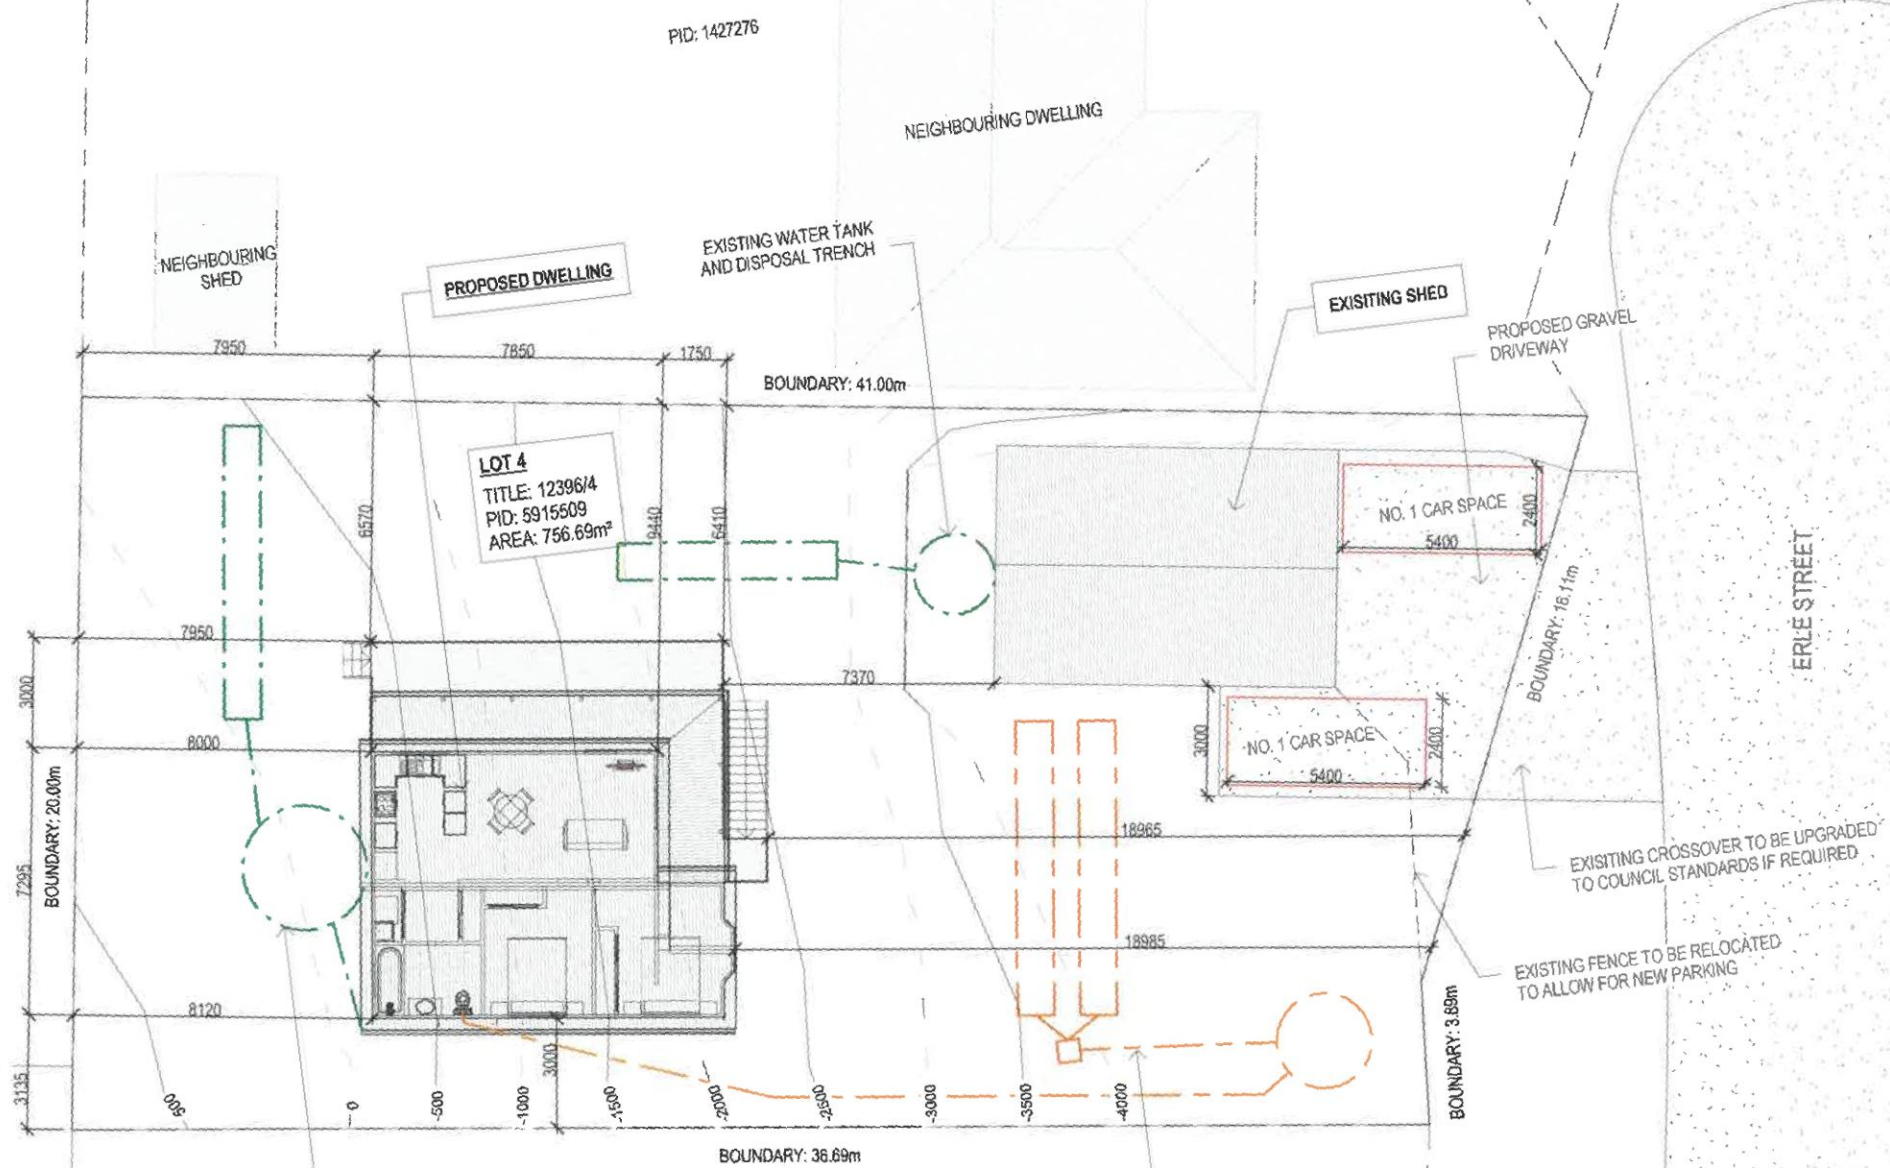 PID: 1427276
NEIGHBOURING DWELLING
NEIGHBOURING
SHED
PROPOSED DWELLING
EXISTING WATER TANK
AND DISPOSAL TRENCH
EXISITING SHED
PROPOSED GRAVEL
DRIVEWAY
7950
7850
1750
BOUNDARY: 41.00m
LOT 4
TITLE: 12396/4
PID: 5915509
AREA: 756.69m²
6570
9440
6410
NO. 1 CAR SPACE
2400
5400
BOUNDARY: 16.11m
ERLE STREET
7950
3000
7370
8000
3000
NO. 1 CAR SPACE
2400
5400
BOUNDARY: 20.00m
7295
18965
EXISITING CROSSOVER TO BE UPGRADED
TO COUNCIL STANDARDS IF REQUIRED
18985
EXISTING FENCE TO BE RELOCATED
TO ALLOW FOR NEW PARKING
8120
3000
BOUNDARY: 3.89m
3135
0
-500
-1000
-1500
-2000
-3000
-3500
-4000
BOUNDARY: 36.69m